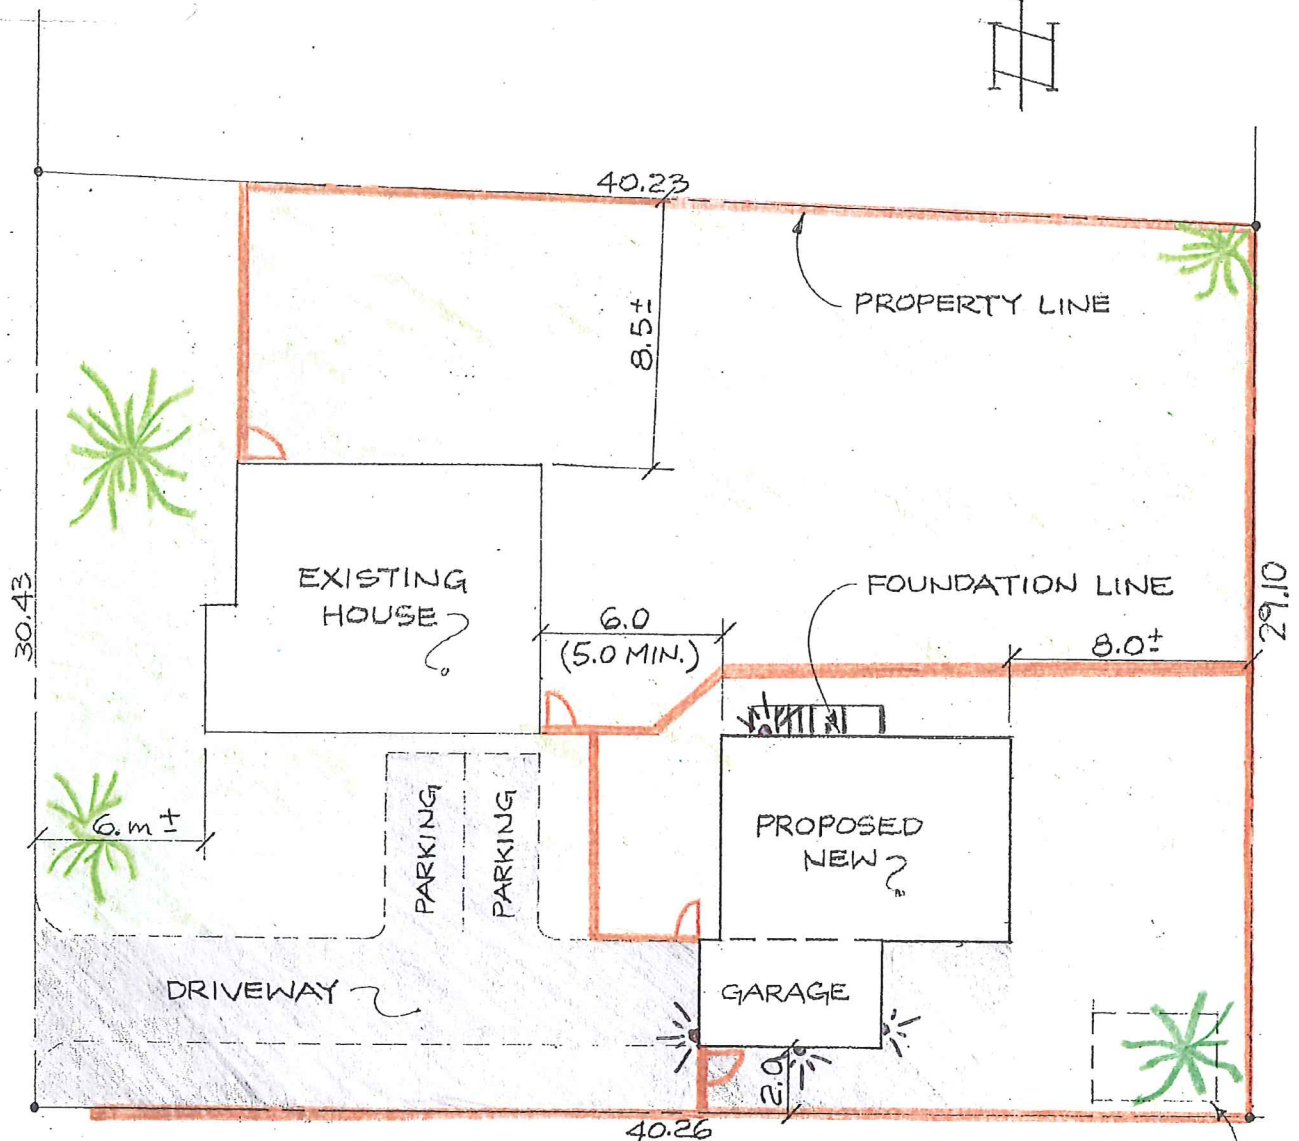 N
40.23
8.5±
PROPERTY LINE
EXISTING
HOUSE
30.43
6.0
(5.0 MIN.)
FOUNDATION LINE
8.0±
29.10
6.m±
PARKING
PARKING
PROPOSED
NEW
DRIVEWAY
GARAGE
2.0
40.26